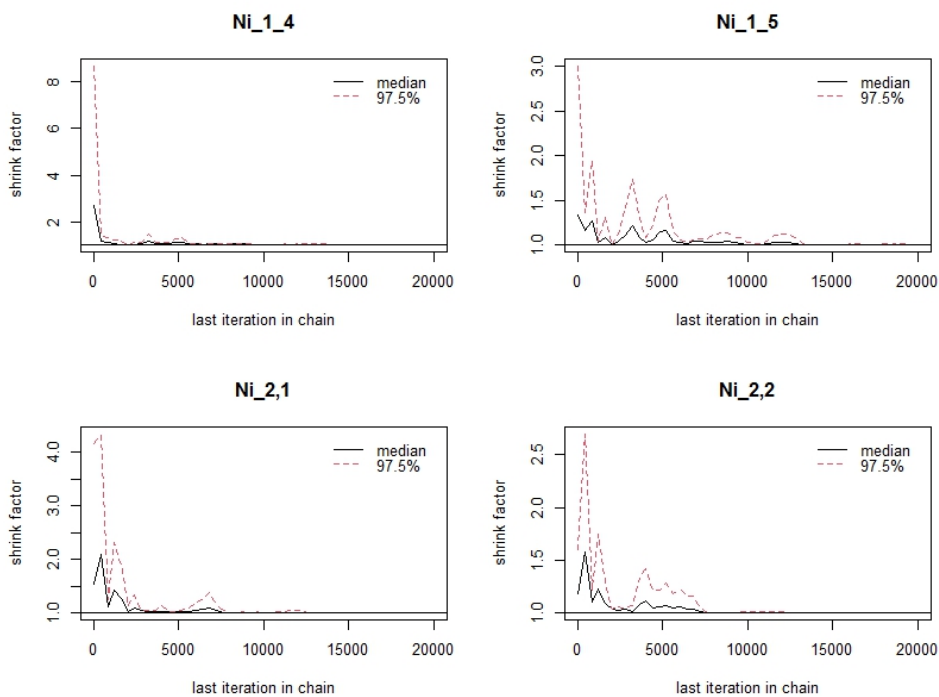 Ni_1_4
8
6
4
2
shrink factor
median
97.5%
0 5000 10000 15000 20000
last iteration in chain
Ni_1_5
3.0
2.5
2.0
1.5
1.0
shrink factor
median
97.5%
0 5000 10000 15000 20000
last iteration in chain
Ni_2,1
4.0
3.0
2.0
1.0
shrink factor
median
97.5%
0 5000 10000 15000 20000
last iteration in chain
Ni_2,2
2.5
2.0
1.5
1.0
shrink factor
median
97.5%
0 5000 10000 15000 20000
last iteration in chain